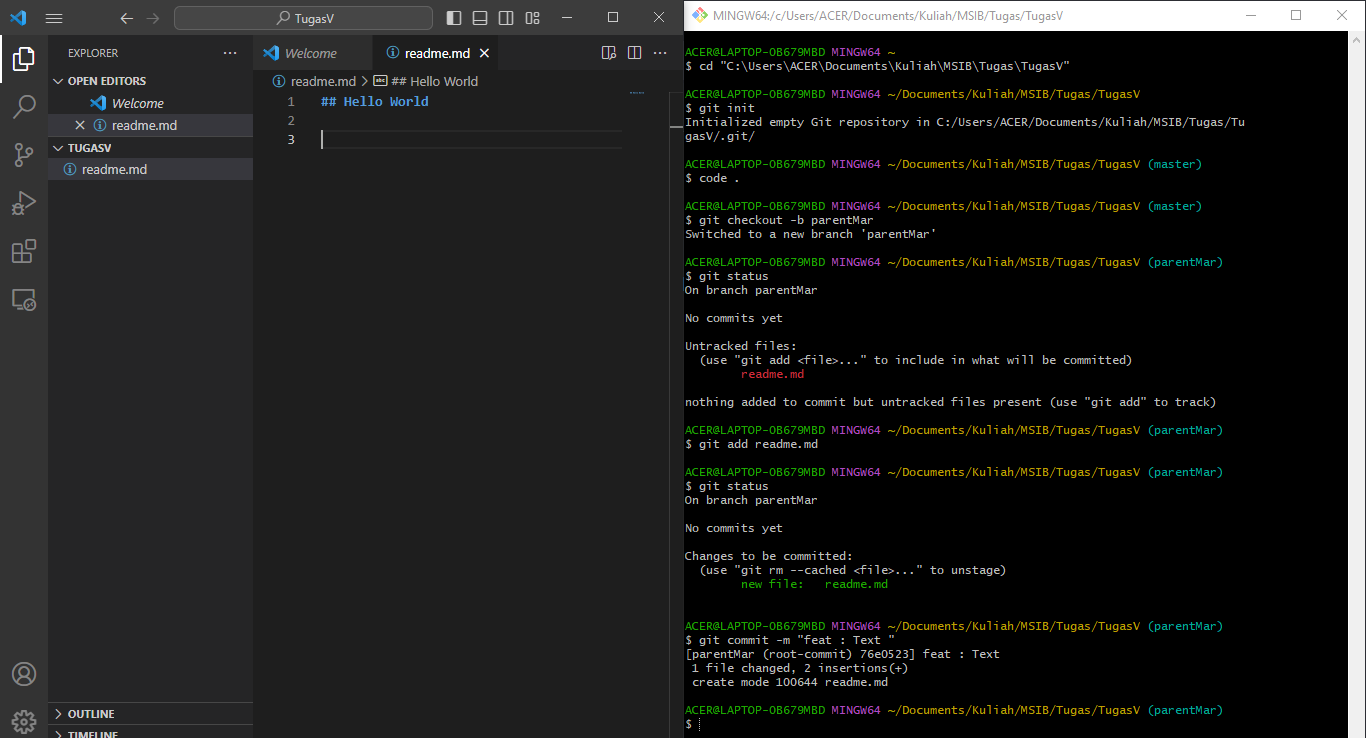 TugasV
EXPLORER
OPEN EDITORS
Welcome
readme.md
TUGASV
readme.md
OUTLINE
TIMELINE
Welcome
readme.md
readme.md > ## Hello World
1 ## Hello World
2
3
MINGW64:/c/Users/ACER/Documents/Kuliah/MSIB/Tugas/TugasV
ACER@LAPTOP-OB679MBD MINGW64 ~
$ cd "C:\Users\ACER\Documents\Kuliah\MSIB\Tugas\TugasV"
ACER@LAPTOP-OB679MBD MINGW64 ~/Documents/Kuliah/MSIB/Tugas/TugasV
$ git init
Initialized empty Git repository in C:/Users/ACER/Documents/Kuliah/MSIB/Tugas/Tu
gasV/.git/
ACER@LAPTOP-OB679MBD MINGW64 ~/Documents/Kuliah/MSIB/Tugas/TugasV (master)
$ code .
ACER@LAPTOP-OB679MBD MINGW64 ~/Documents/Kuliah/MSIB/Tugas/TugasV (master)
$ git checkout -b parentMar
Switched to a new branch 'parentMar'
ACER@LAPTOP-OB679MBD MINGW64 ~/Documents/Kuliah/MSIB/Tugas/TugasV (parentMar)
$ git status
On branch parentMar
No commits yet
Untracked files:
(use "git add <file>..." to include in what will be committed)
readme.md
nothing added to commit but untracked files present (use "git add" to track)
ACER@LAPTOP-OB679MBD MINGW64 ~/Documents/Kuliah/MSIB/Tugas/TugasV (parentMar)
$ git add readme.md
ACER@LAPTOP-OB679MBD MINGW64 ~/Documents/Kuliah/MSIB/Tugas/TugasV (parentMar)
$ git status
On branch parentMar
No commits yet
Changes to be committed:
(use "git rm --cached <file>..." to unstage)
new file:   readme.md
ACER@LAPTOP-OB679MBD MINGW64 ~/Documents/Kuliah/MSIB/Tugas/TugasV (parentMar)
$ git commit -m "feat : Text "
[parentMar (root-commit) 76e0523] feat : Text
1 file changed, 2 insertions(+)
create mode 100644 readme.md
ACER@LAPTOP-OB679MBD MINGW64 ~/Documents/Kuliah/MSIB/Tugas/TugasV (parentMar)
$